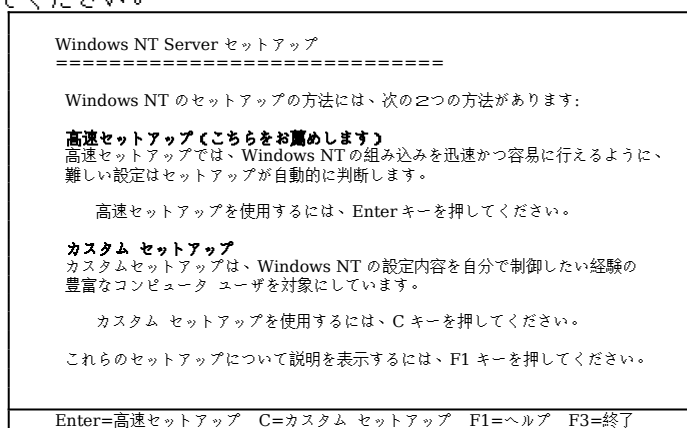 てください。
Windows NT Server セットアップ
=============================
Windows NT のセットアップの方法には、次の2つの方法があります:
高速セットアップ(こちらをお薦めします)
高速セットアップでは、Windows NTの組み込みを迅速かつ容易に行えるように、
難しい設定はセットアップが自動的に判断します。
高速セットアップを使用するには、Enterキーを押してください。
カスタム セットアップ
カスタムセットアップは、Windows NT の設定内容を自分で制御したい経験の
豊富なコンピュータ ユーザを対象にしています。
カスタム セットアップを使用するには、C キーを押してください。
これらのセットアップについて説明を表示するには、F1 キーを押してください。
Enter=高速セットアップ C=カスタム セットアップ F1=ヘルプ F3=終了